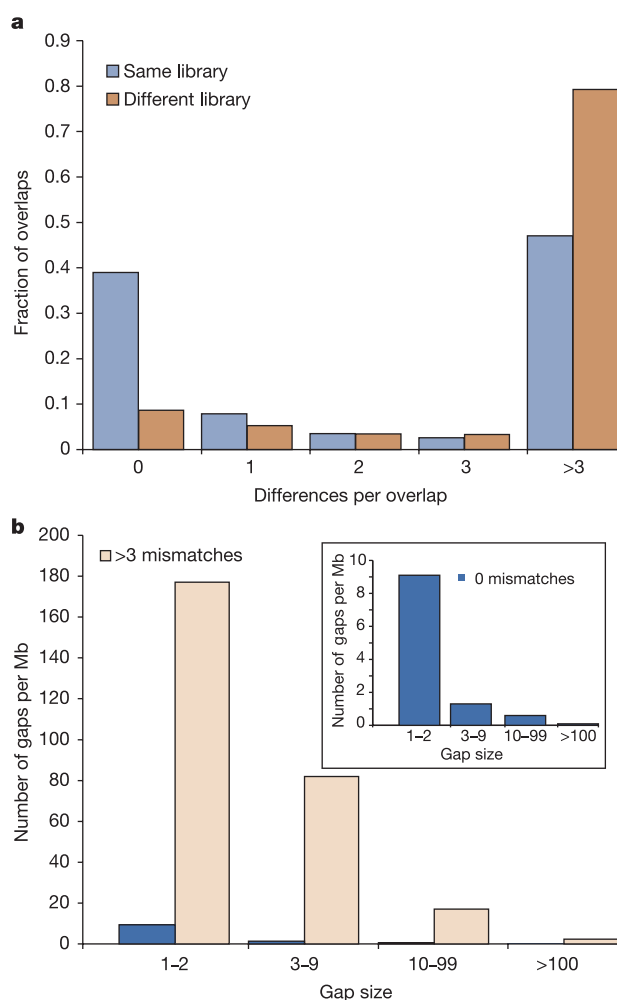 a
0.9
0.8
0.7
0.6
0.5
0.4
0.3
0.2
0.1
0
Fraction of overlaps
Same library
Different library
0 1 2 3 >3
Differences per overlap
b
200
180
160
140
120
100
80
60
40
20
0
Number of gaps per Mb
>3 mismatches
10
8
6
4
2
0
Number of gaps per Mb
0 mismatches
1–2 3–9 10–99 >100
Gap size
1–2 3–9 10–99 >100
Gap size